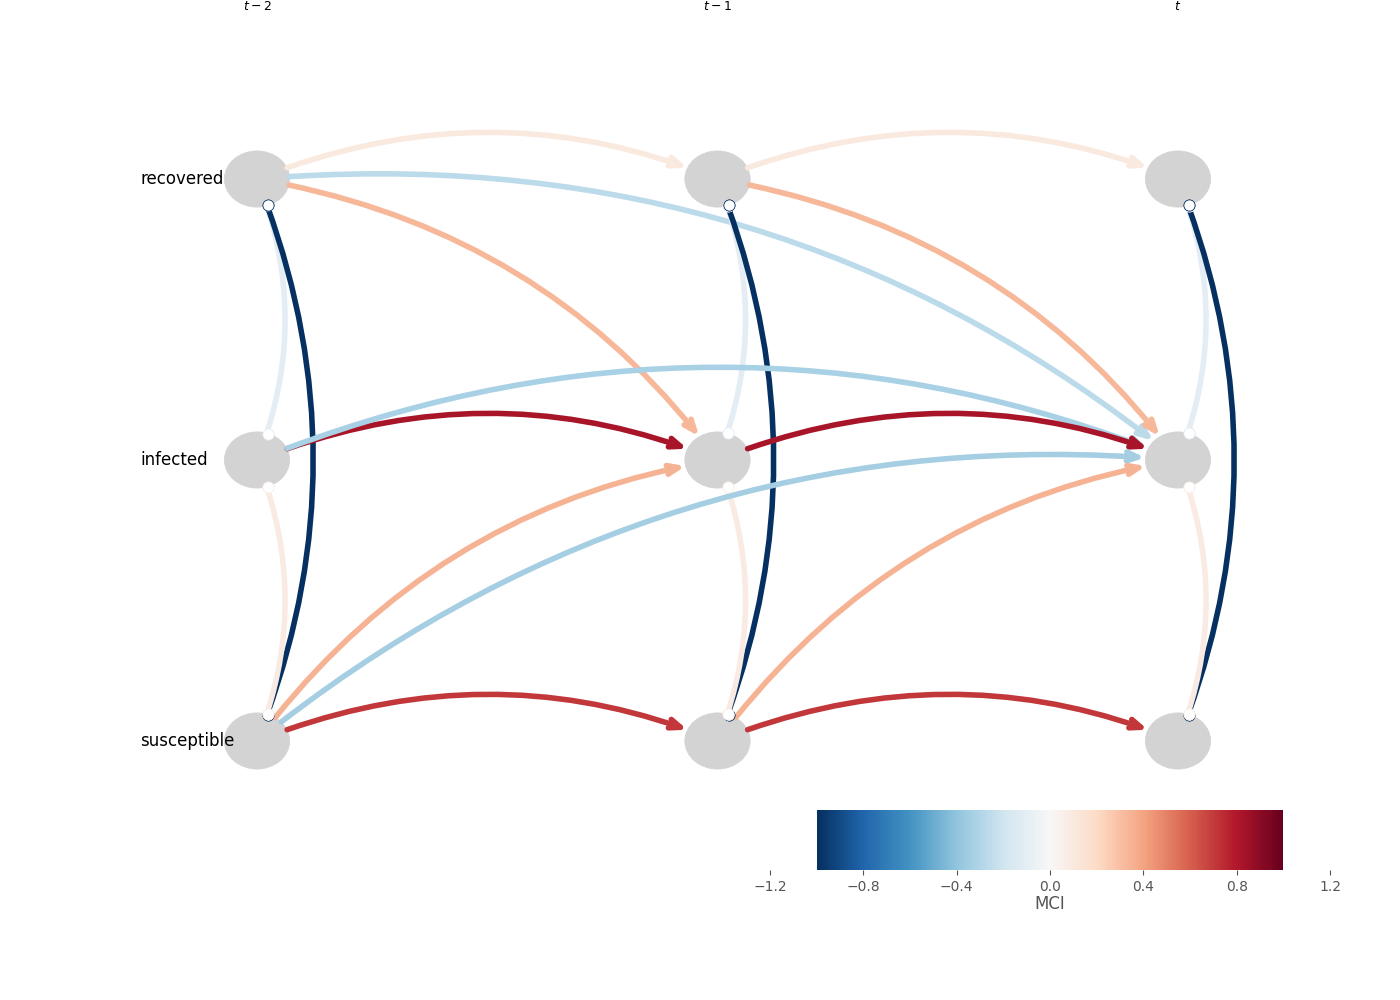 t − 2
t − 1
t
recovered
infected
susceptible
−1.2
−0.8
−0.4
0.0
0.4
0.8
1.2
MCI